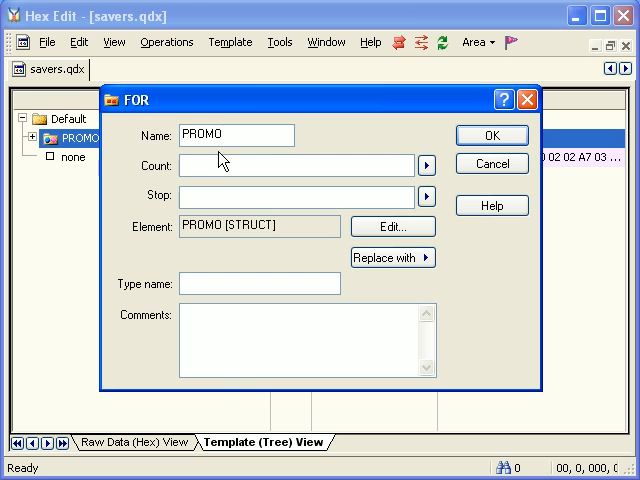 Hex Edit - [savers.qdx]
File Edit View Operations Template Tools Window Help Area
savers.qdx
FOR
Default
PROMO
none
02 02 A7 03 ...
Name: PROMO
OK
Count:
Cancel
Stop:
Help
Element: PROMO [STRUCT]
Edit...
Replace with
Type name:
Comments:
Raw Data (Hex) View Template (Tree) View
Ready 0 00, 0, 000, (